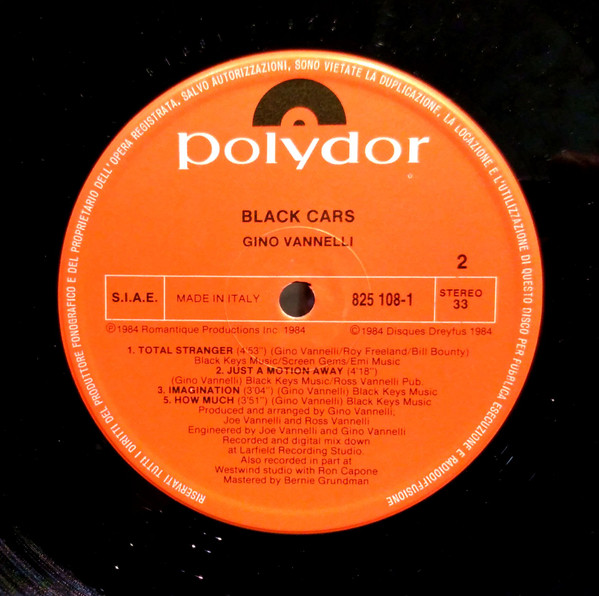 RISERVATI TUTTI I DIRITTI DEL PRODUTTORE FONOGRAFICO E DEL PROPRIETARIO DELL'OPERA REGISTRATA, SALVO AUTORIZZAZIONI, SONO VIETATE LA DUPLICAZIONE, LA LOCAZIONE E L'UTILIZZAZIONE DI QUESTO DISCO PER PUBBLICA ESECUZIONE E RADIODIFFUSIONE
polydor
BLACK CARS
GINO VANNELLI
2
S.I.A.E. MADE IN ITALY 825 108-1 STEREO
33
℗1984 Romantique Productions Inc. 1984 ©1984 Disques Dreyfus 1984
1. TOTAL STRANGER (4'53") (Gino Vannelli/Roy Freeland/Bill Bounty)
Black Keys Music/Screen Gems/Emi Music
2. JUST A MOTION AWAY (4'18")
(Gino Vannelli) Black Keys Music/Ross Vannelli Pub.
3. IMAGINATION (3'04") (Gino Vannelli) Black Keys Music
5. HOW MUCH (3'51") (Gino Vannelli) Black Keys Music
Produced and arranged by Gino Vannelli,
Joe Vannelli and Ross Vannelli
Engineered by Joe Vannelli and Gino Vannelli
Recorded and digital mix down
at Larfield Recording Studio.
Also recorded in part at
Westwind studio with Ron Capone
Mastered by Bernie Grundman